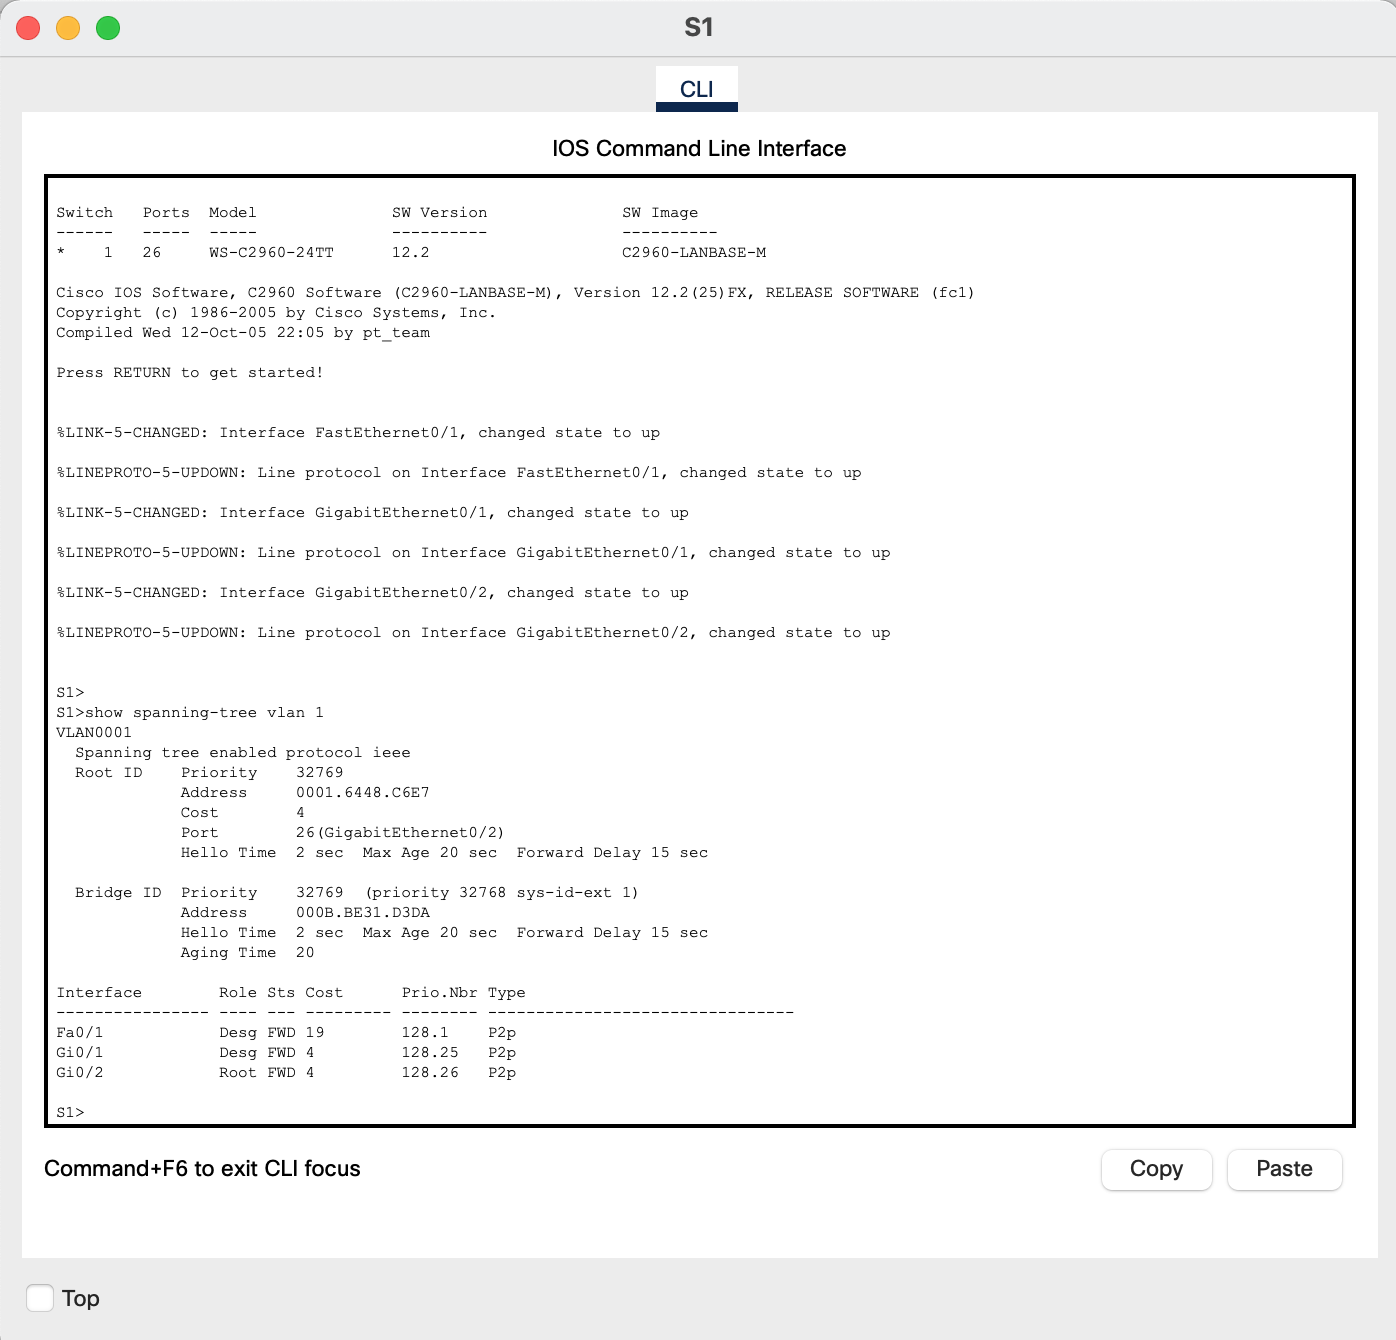 S1
CLI
IOS Command Line Interface
Switch   Ports  Model              SW Version              SW Image
------   -----  -----              ----------              ----------
*    1   26     WS-C2960-24TT      12.2                    C2960-LANBASE-M
Cisco IOS Software, C2960 Software (C2960-LANBASE-M), Version 12.2(25)FX, RELEASE SOFTWARE (fc1)
Copyright (c) 1986-2005 by Cisco Systems, Inc.
Compiled Wed 12-Oct-05 22:05 by pt_team
Press RETURN to get started!
%LINK-5-CHANGED: Interface FastEthernet0/1, changed state to up
%LINEPROTO-5-UPDOWN: Line protocol on Interface FastEthernet0/1, changed state to up
%LINK-5-CHANGED: Interface GigabitEthernet0/1, changed state to up
%LINEPROTO-5-UPDOWN: Line protocol on Interface GigabitEthernet0/1, changed state to up
%LINK-5-CHANGED: Interface GigabitEthernet0/2, changed state to up
%LINEPROTO-5-UPDOWN: Line protocol on Interface GigabitEthernet0/2, changed state to up
S1>
S1>show spanning-tree vlan 1
VLAN0001
  Spanning tree enabled protocol ieee
  Root ID    Priority    32769
             Address     0001.6448.C6E7
             Cost        4
             Port        26(GigabitEthernet0/2)
             Hello Time  2 sec  Max Age 20 sec  Forward Delay 15 sec
  Bridge ID  Priority    32769  (priority 32768 sys-id-ext 1)
             Address     000B.BE31.D3DA
             Hello Time  2 sec  Max Age 20 sec  Forward Delay 15 sec
             Aging Time  20
Interface        Role Sts Cost      Prio.Nbr Type
---------------- ---- --- --------- -------- --------------------------------
Fa0/1            Desg FWD 19        128.1    P2p
Gi0/1            Desg FWD 4         128.25   P2p
Gi0/2            Root FWD 4         128.26   P2p
S1>
Command+F6 to exit CLI focus
Copy
Paste
Top